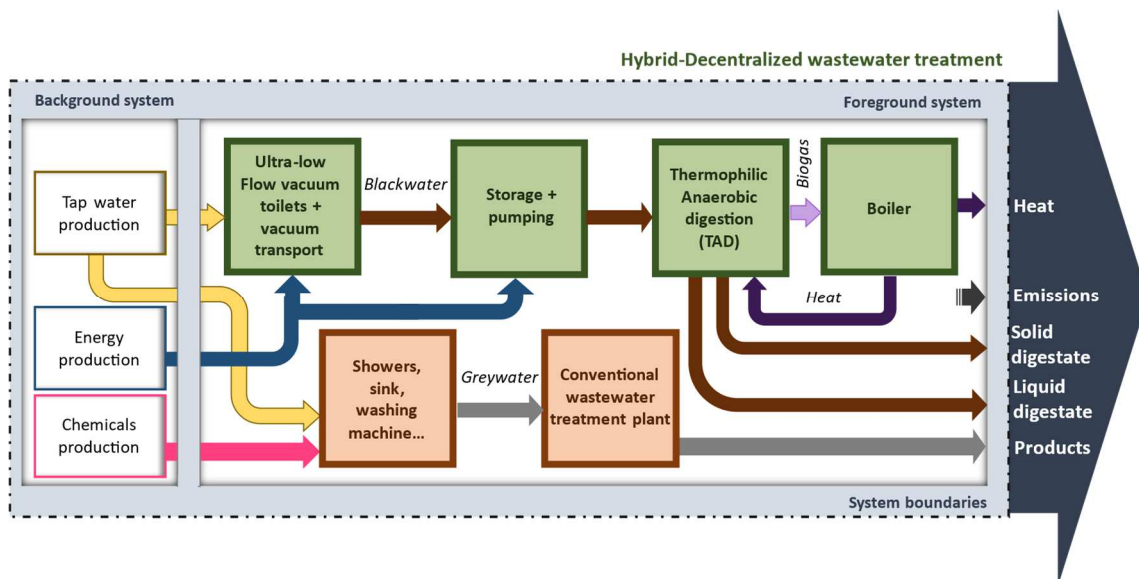 Hybrid-Decentralized wastewater treatment
Background system
Foreground system
Tap water
production
Energy
production
Chemicals
production
Ultra-low
Flow vacuum
toilets +
vacuum
transport
Blackwater
Storage +
pumping
Thermophilic
Anaerobic
digestion
(TAD)
Biogas
Boiler
Heat
Heat
Emissions
Solid
digestate
Liquid
digestate
Products
Showers,
sink,
washing
machine...
Greywater
Conventional
wastewater
treatment plant
System boundaries